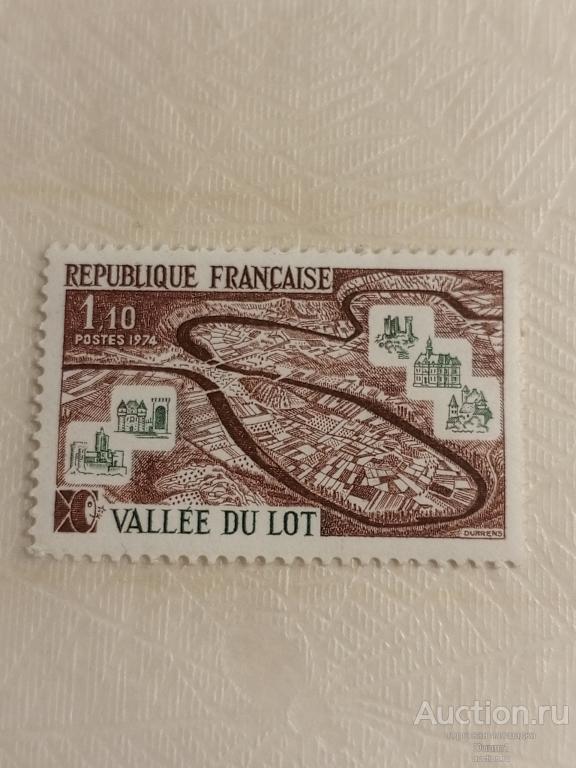 REPUBLIQUE FRANÇAISE
1,10
POSTES 1974
VALLÉE DU LOT
DURRENS
Auction.ru